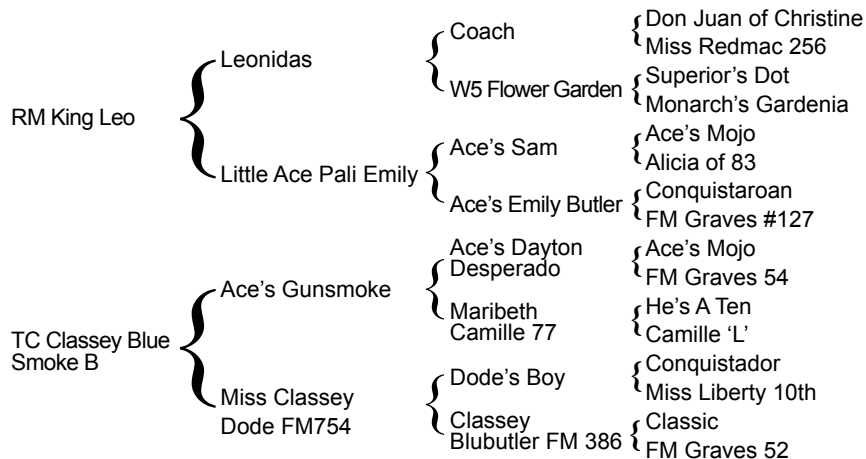 Don Juan of Christine
Coach
Miss Redmac 256
Leonidas
Superior’s Dot
W5 Flower Garden
Monarch’s Gardenia
RM King Leo
Ace’s Mojo
Ace’s Sam
Alicia of 83
Little Ace Pali Emily
Conquistaroan
Ace’s Emily Butler
FM Graves #127
Ace’s Dayton
Desperado
Ace’s Mojo
FM Graves 54
Ace’s Gunsmoke
Maribeth
Camille 77
He’s A Ten
Camille ‘L’
TC Classey Blue
Smoke B
Conquistador
Dode’s Boy
Miss Liberty 10th
Miss Classey
Dode FM754
Classey
Blubutler FM 386
Classic
FM Graves 52